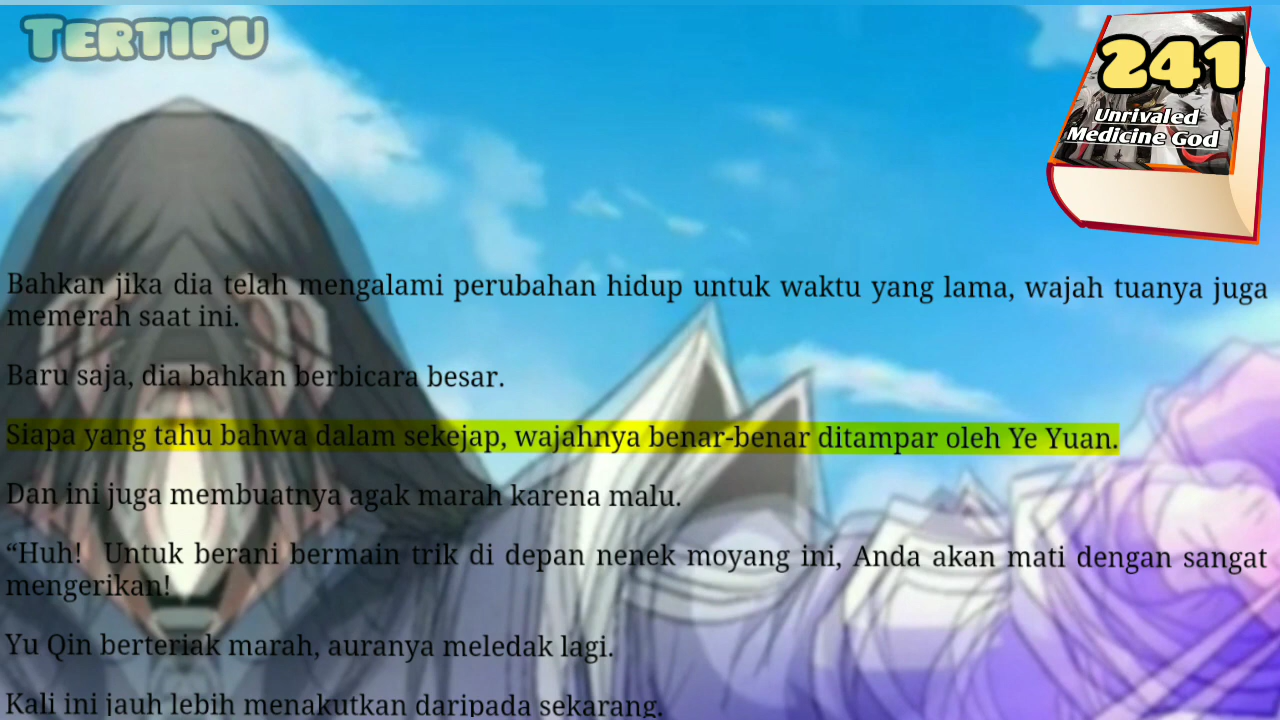 TERTIPU
241
Unrivaled
Medicine God
Bahkan jika dia telah mengalami perubahan hidup untuk waktu yang lama, wajah tuanya juga
memerah saat ini.
Baru saja, dia bahkan berbicara besar.
Siapa yang tahu bahwa dalam sekejap, wajahnya benar-benar ditampar oleh Ye Yuan.
Dan ini juga membuatnya agak marah karena malu.
“Huh! Untuk berani bermain trik di depan nenek moyang ini, Anda akan mati dengan sangat
mengerikan!
Yu Qin berteriak marah, auranya meledak lagi.
Kali ini jauh lebih menakutkan daripada sekarang.